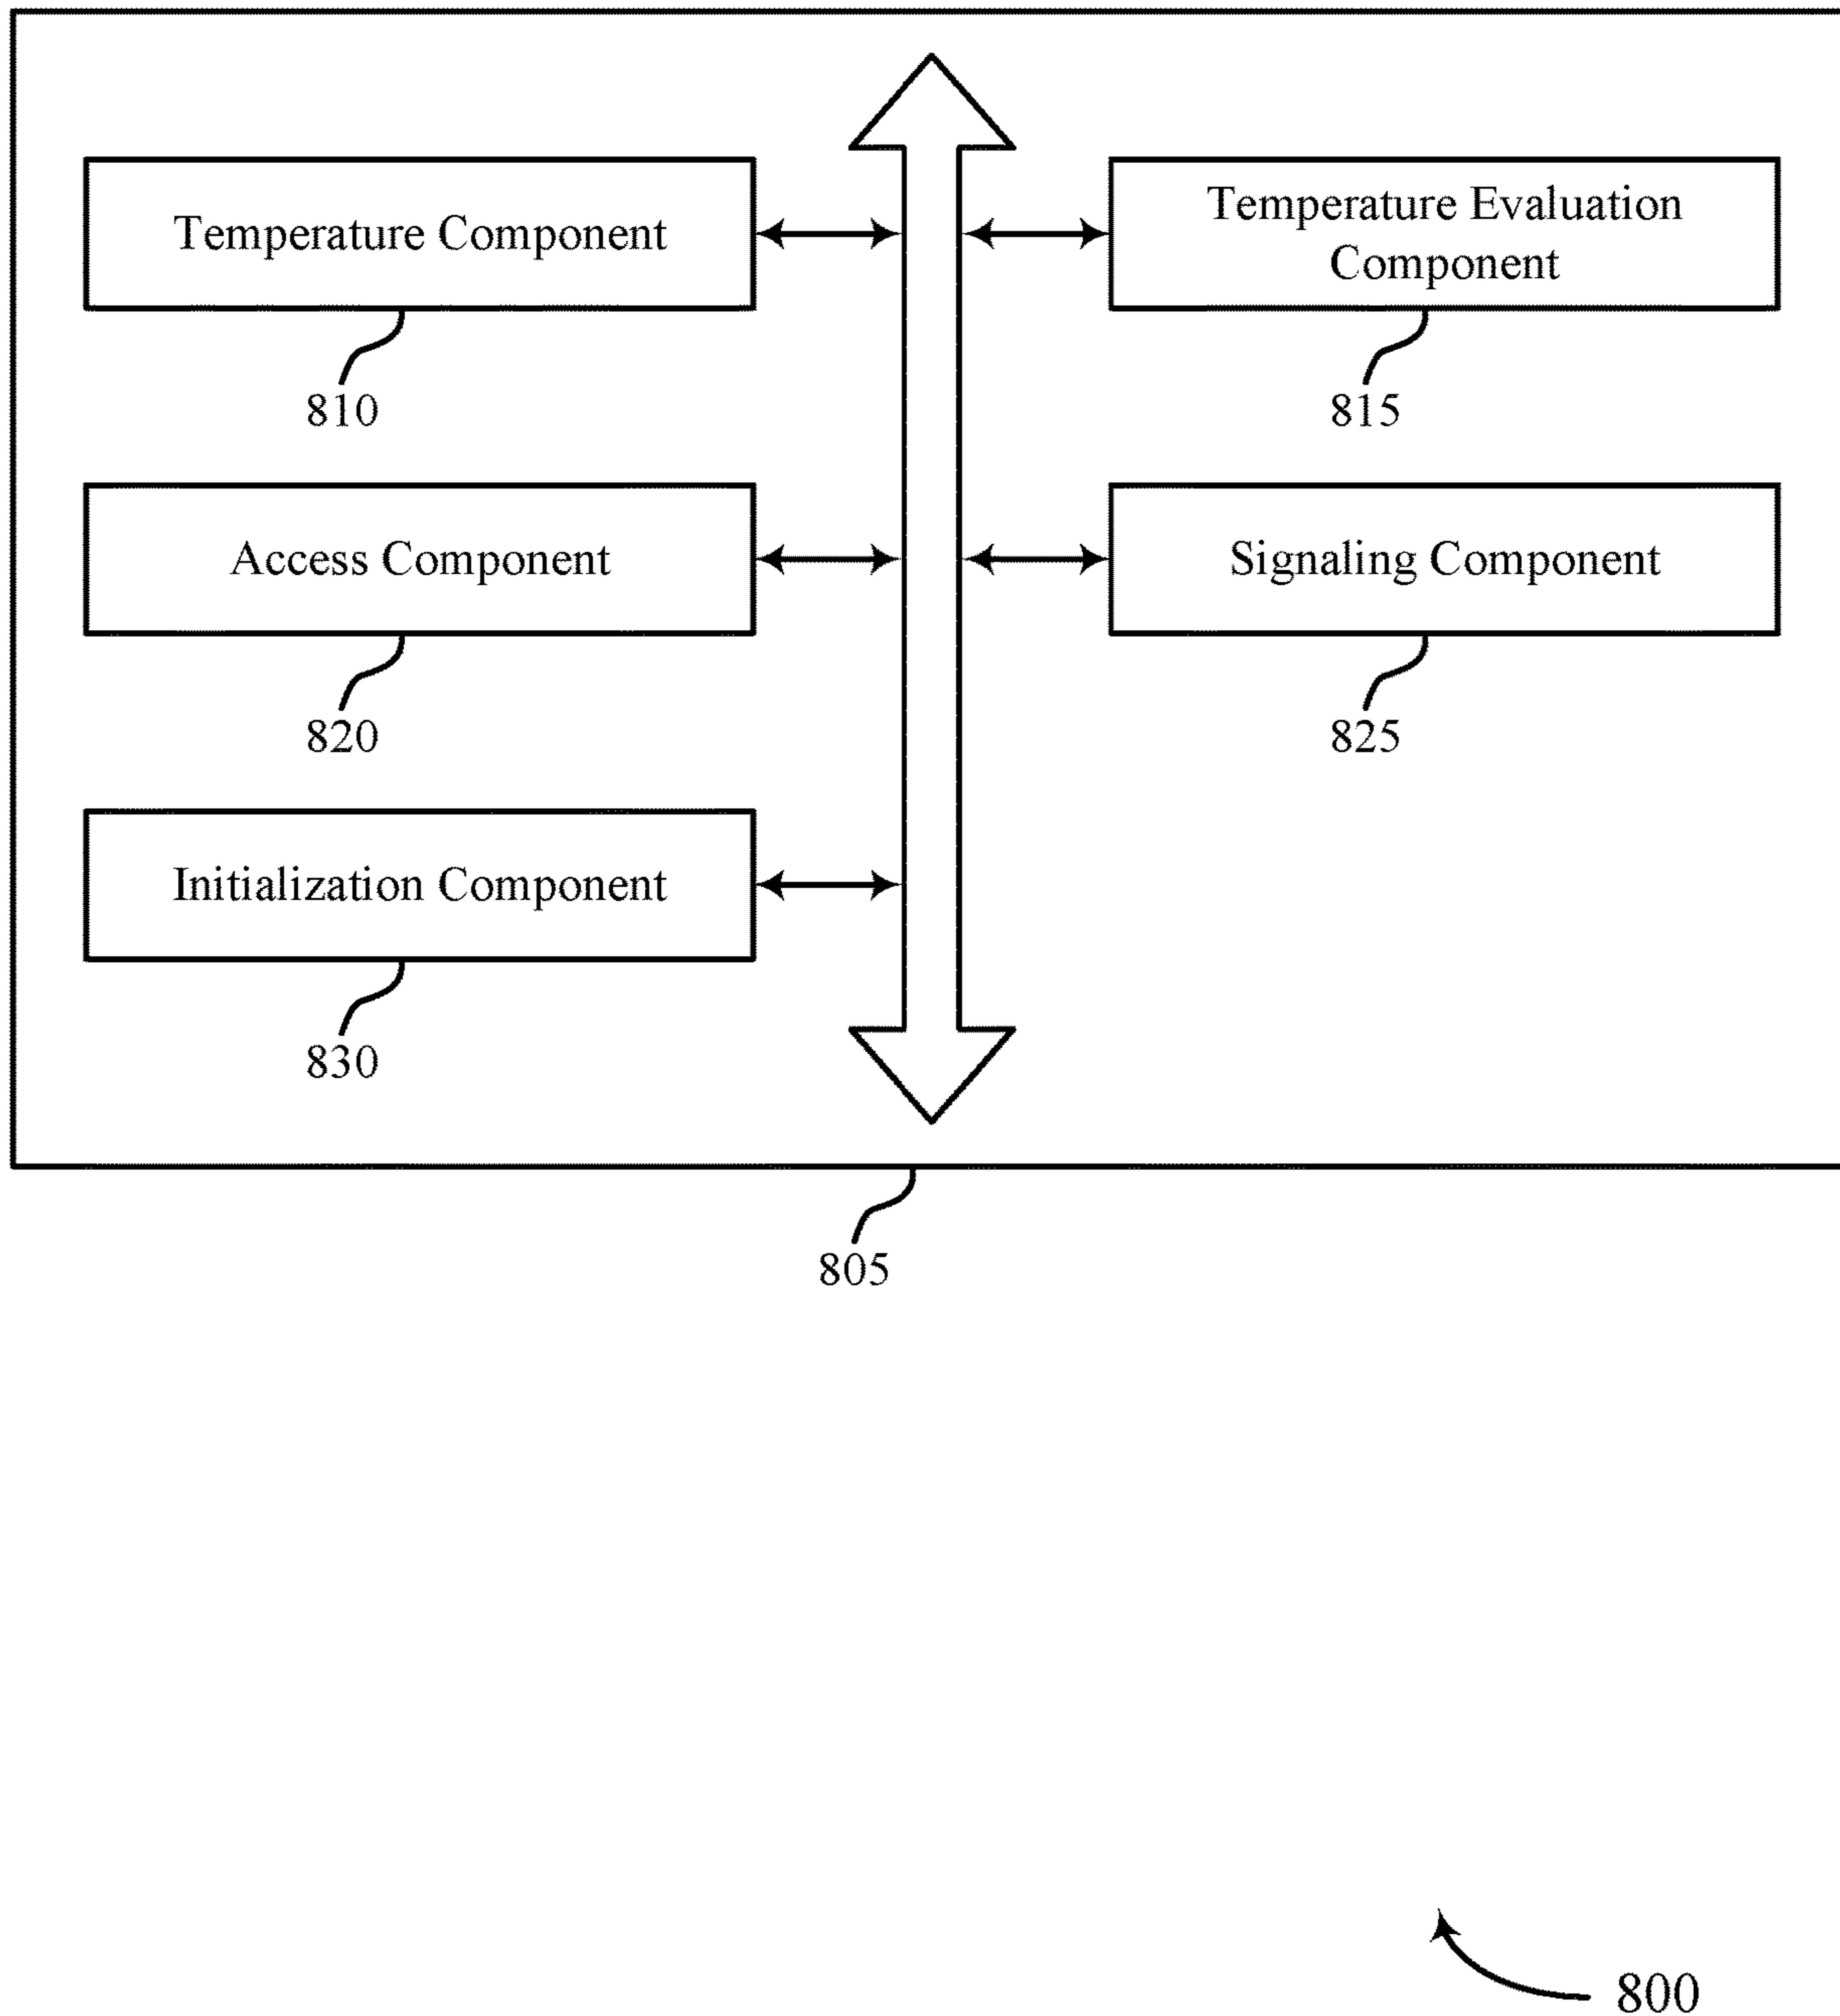 Temperature Component
810
Temperature Evaluation
Component
815
Access Component
820
Signaling Component
825
Initialization Component
830
805
800